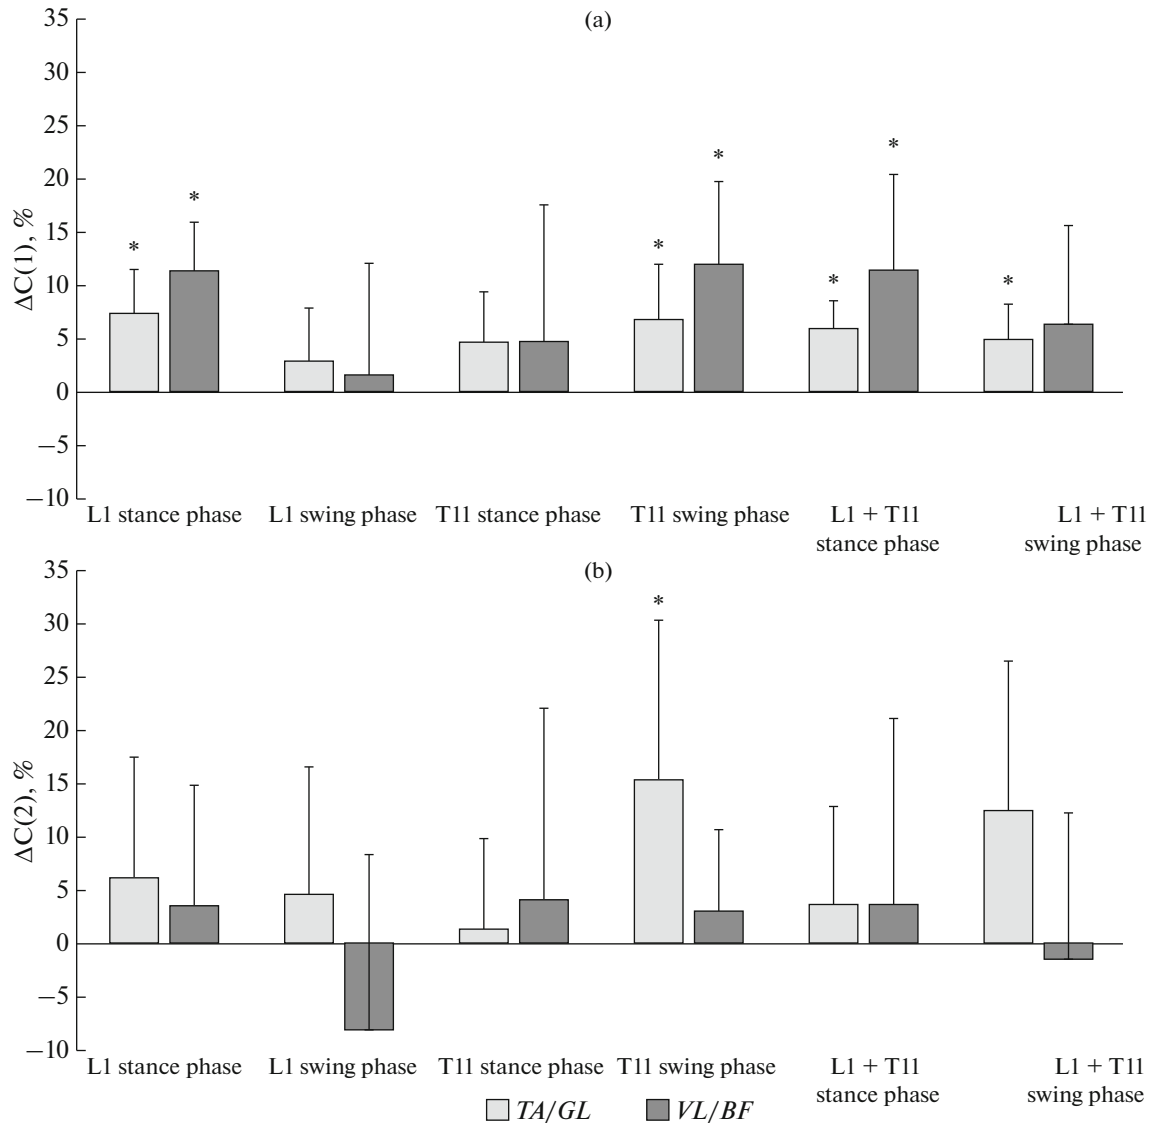 (a)
35
30
25
20
15
10
5
0
−5
−10
ΔC(1), %
* * * * * * *
L1 stance phase L1 swing phase T11 stance phase T11 swing phase L1 + T11 stance phase L1 + T11 swing phase
(b)
35
30
25
20
15
10
5
0
−5
−10
ΔC(2), %
*
L1 stance phase L1 swing phase T11 stance phase T11 swing phase L1 + T11 stance phase L1 + T11 swing phase
TA/GL VL/BF